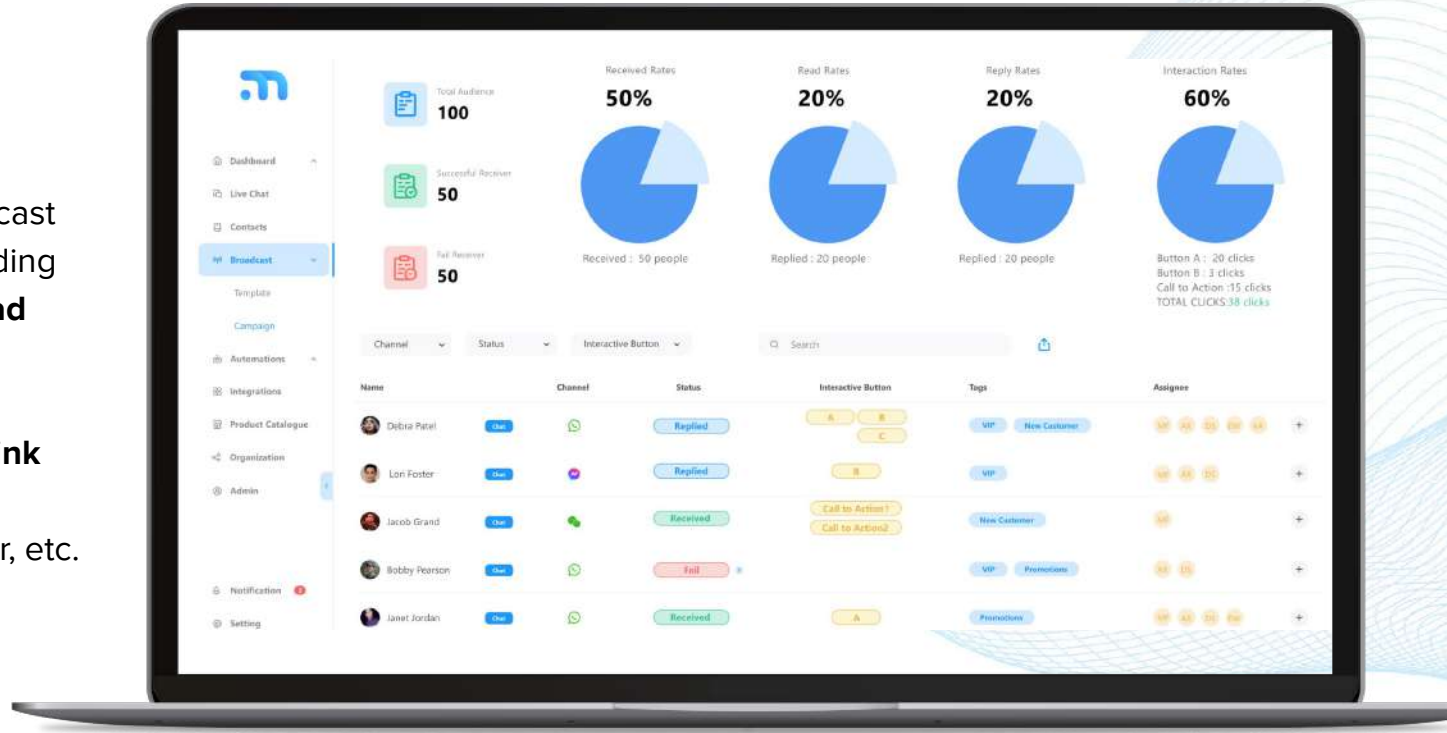 cast
ding
nd
ink
r, etc.
Dashboard
Live Chat
Contacts
Broadcast
Template
Campaign
Automations
Integrations
Product Catalogue
Organization
Admin
Notification
Setting
Total Audience
100
Successful Receiver
50
Fail Receiver
50
Received Rates
50%
Received : 50 people
Read Rates
20%
Replied : 20 people
Reply Rates
20%
Replied : 20 people
Interaction Rates
60%
Button A : 20 clicks
Button B : 3 clicks
Call to Action :15 clicks
TOTAL CLICKS:38 clicks
Channel Status Interactive Button Search
Name Channel Status Interactive Button Tags Assignee
Debra Patel Chat Replied A B C VIP New Customer +
Lori Foster Chat Replied B VIP +
Jacob Grand Chat Received Call to Action1 Call to Action2 New Customer +
Bobby Pearson Chat Fail VIP Promotions +
Janet Jordan Chat Received A Promotions +